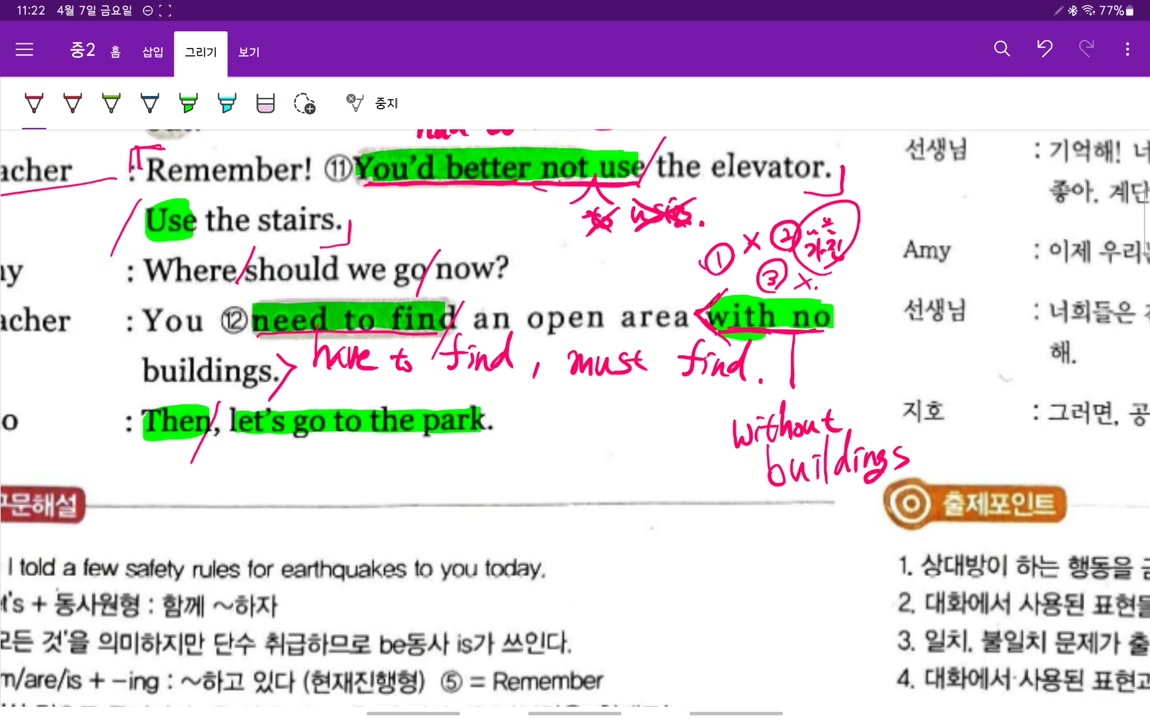 11:22 4월 7일 금요일 77%
중2 홈 삽입 그리기 보기
중지
acher : Remember! ⑪You'd better not use the elevator.
Use the stairs.
to using.
① X ②
③ X.
ny : Where should we go now?
acher : You ⑫need to find an open area with no
buildings.
have to find, must find.
o : Then, let's go to the park.
without
buildings
선생님 : 기억해! 너
좋아. 계단
Amy : 이제 우리는
선생님 : 너희들은
해.
지호 : 그러면, 공
구문해설
I told a few safety rules for earthquakes to you today.
et's + 동사원형 : 함께 ~하자
모든 것'을 의미하지만 단수 취급하므로 be동사 is가 쓰인다.
m/are/is + -ing : ~하고 있다 (현재진행형) ⑤ = Remember
출제포인트
1. 상대방이 하는 행동을 금
2. 대화에서 사용된 표현들
3. 일치, 불일치 문제가 출
4. 대화에서 사용된 표현과